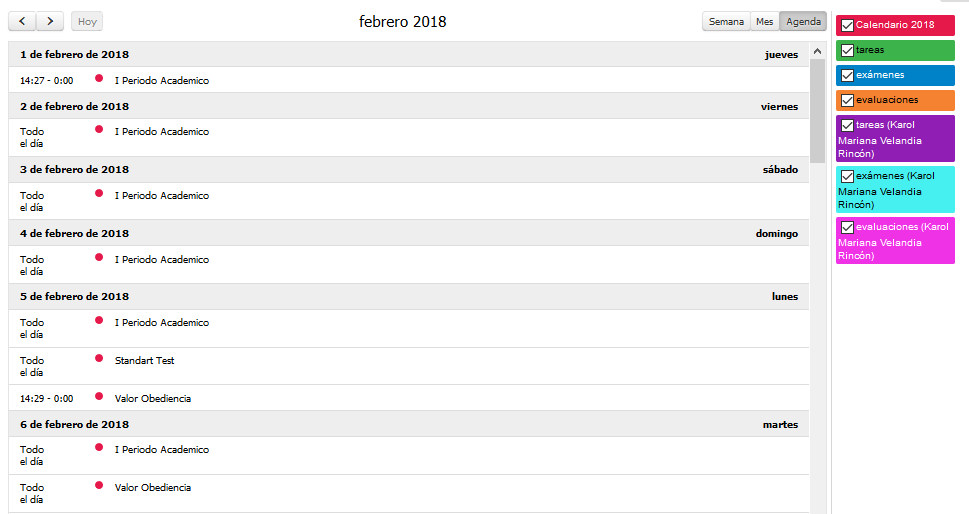 Hoy
febrero 2018
Semana
Mes
Agenda
1 de febrero de 2018 jueves
14:27 - 0:00 I Periodo Academico
2 de febrero de 2018 viernes
Todo
el día
I Periodo Academico
3 de febrero de 2018 sábado
Todo
el día
I Periodo Academico
4 de febrero de 2018 domingo
Todo
el día
I Periodo Academico
5 de febrero de 2018 lunes
Todo
el día
I Periodo Academico
Todo
el día
Standart Test
14:29 - 0:00 Valor Obediencia
6 de febrero de 2018 martes
Todo
el día
I Periodo Academico
Todo
el día
Valor Obediencia
Calendario 2018
tareas
exámenes
evaluaciones
tareas (Karol
Mariana Velandia
Rincón)
exámenes (Karol
Mariana Velandia
Rincón)
evaluaciones (Karol
Mariana Velandia
Rincón)